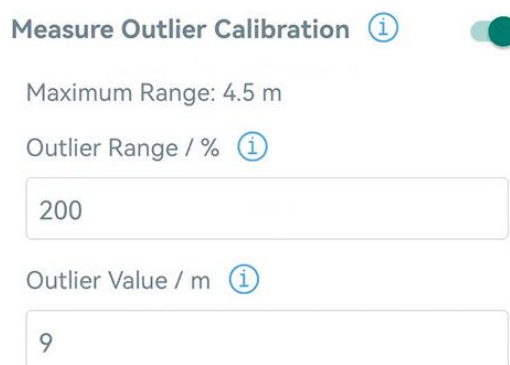 Measure Outlier Calibration
Maximum Range: 4.5 m
Outlier Range / %
200
Outlier Value / m
9